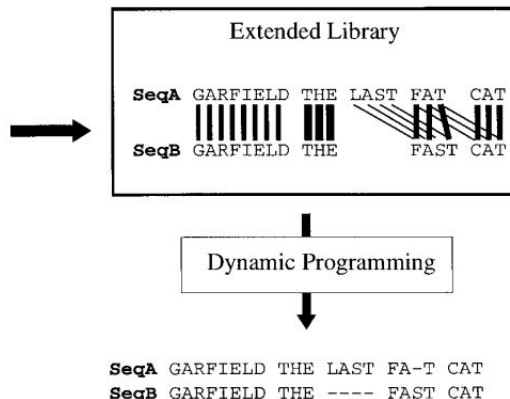 Extended Library
SeqA GARFIELD THE LAST FAT CAT
SeqB GARFIELD THE FAST CAT
Dynamic Programming
SeqA GARFIELD THE LAST FA-T CAT
SeqB GARFIELD THE ---- FAST CAT